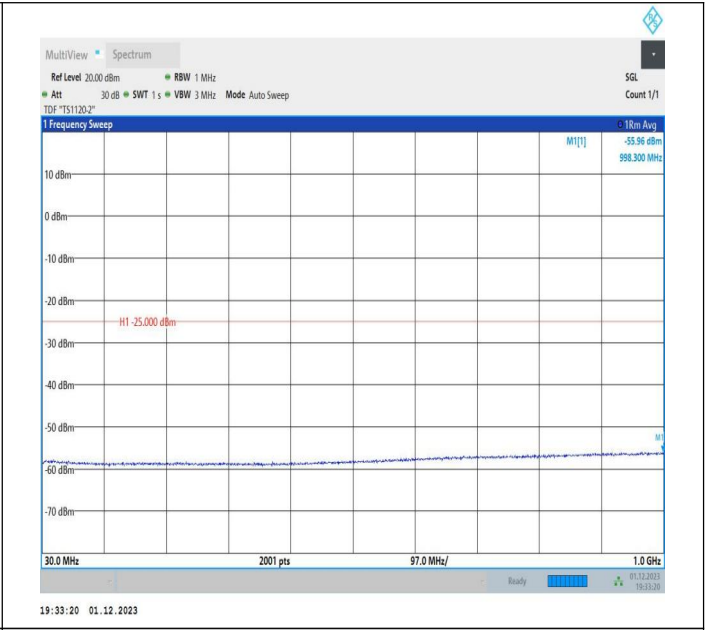 MultiView Spectrum
Ref Level 20.00 dBm RBW 1 MHz SGL
Att 30 dB SWT 1 s VBW 3 MHz Mode Auto Sweep Count 1/1
TDF "TS1120-2"
1 Frequency Sweep 1Rm Avg
M1[1] -55.96 dBm
998.300 MHz
10 dBm
0 dBm
-10 dBm
-20 dBm
H1 -25.000 dBm
-30 dBm
-40 dBm
-50 dBm
M1
-60 dBm
-70 dBm
30.0 MHz 2001 pts 97.0 MHz/ 1.0 GHz
Ready 01.12.2023
19:33:20
19:33:20 01.12.2023